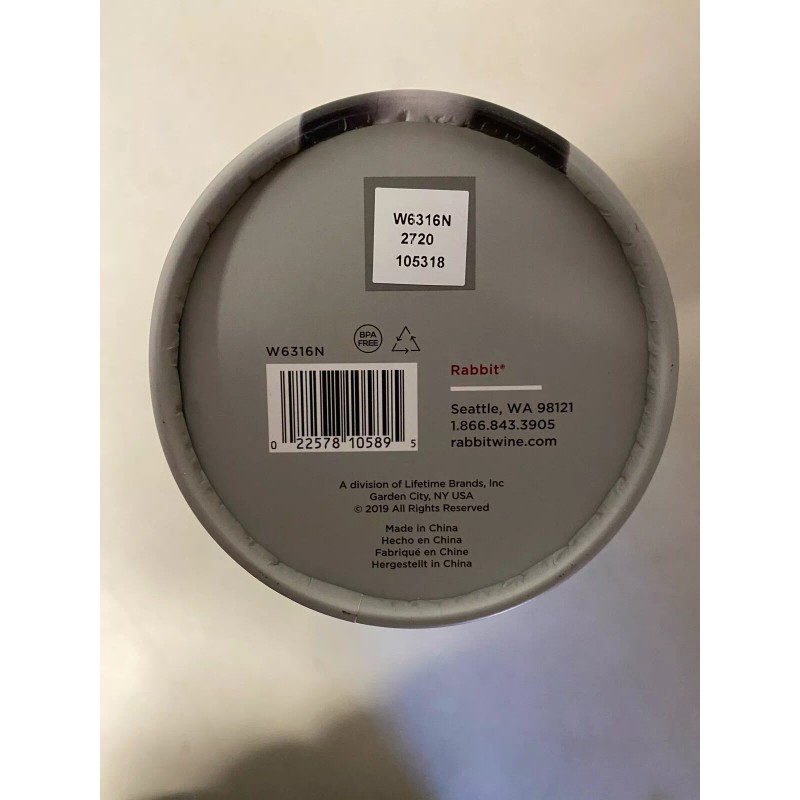 W6316N
2720
105318
BPA
FREE
W6316N
0 22578 10589 5
Rabbit®
Seattle, WA 98121
1.866.843.3905
rabbitwine.com
A division of Lifetime Brands, Inc
Garden City, NY USA
© 2019 All Rights Reserved
Made in China
Hecho en China
Fabriqué en Chine
Hergestellt in China